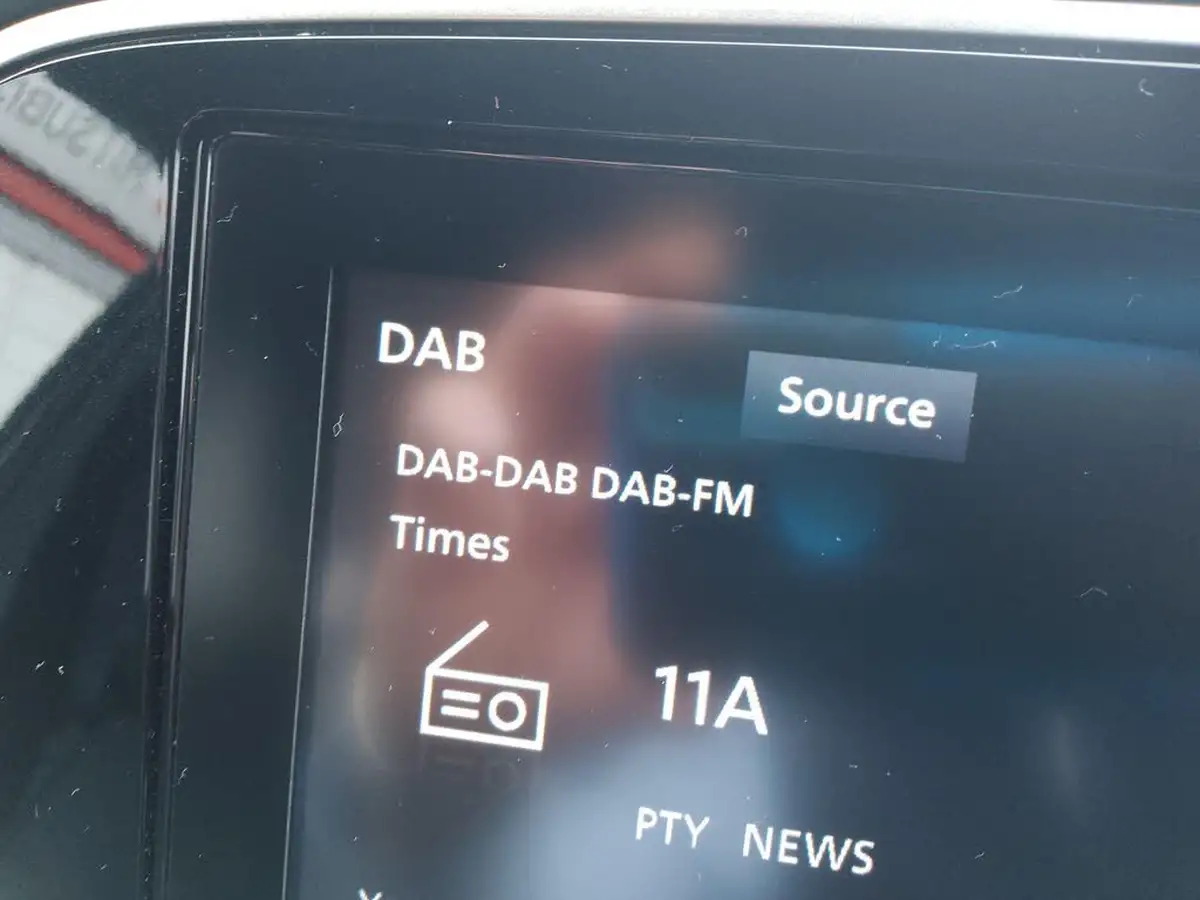 DAB
Source
DAB-DAB DAB-FM
Times
11A
PTY NEWS